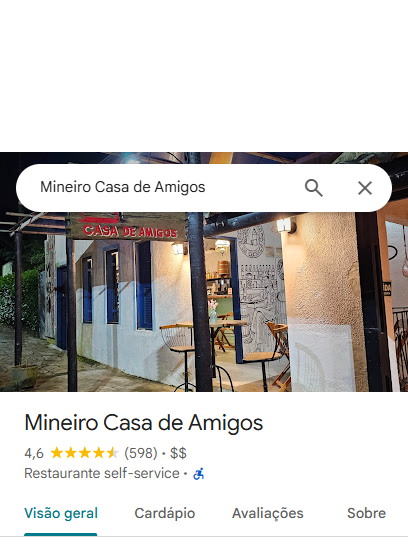 Mineiro Casa de Amigos
CASA DE AMIGOS
Mineiro Casa de Amigos
4,6 (598) • $$
Restaurante self-service •
Visão geral Cardápio Avaliações Sobre